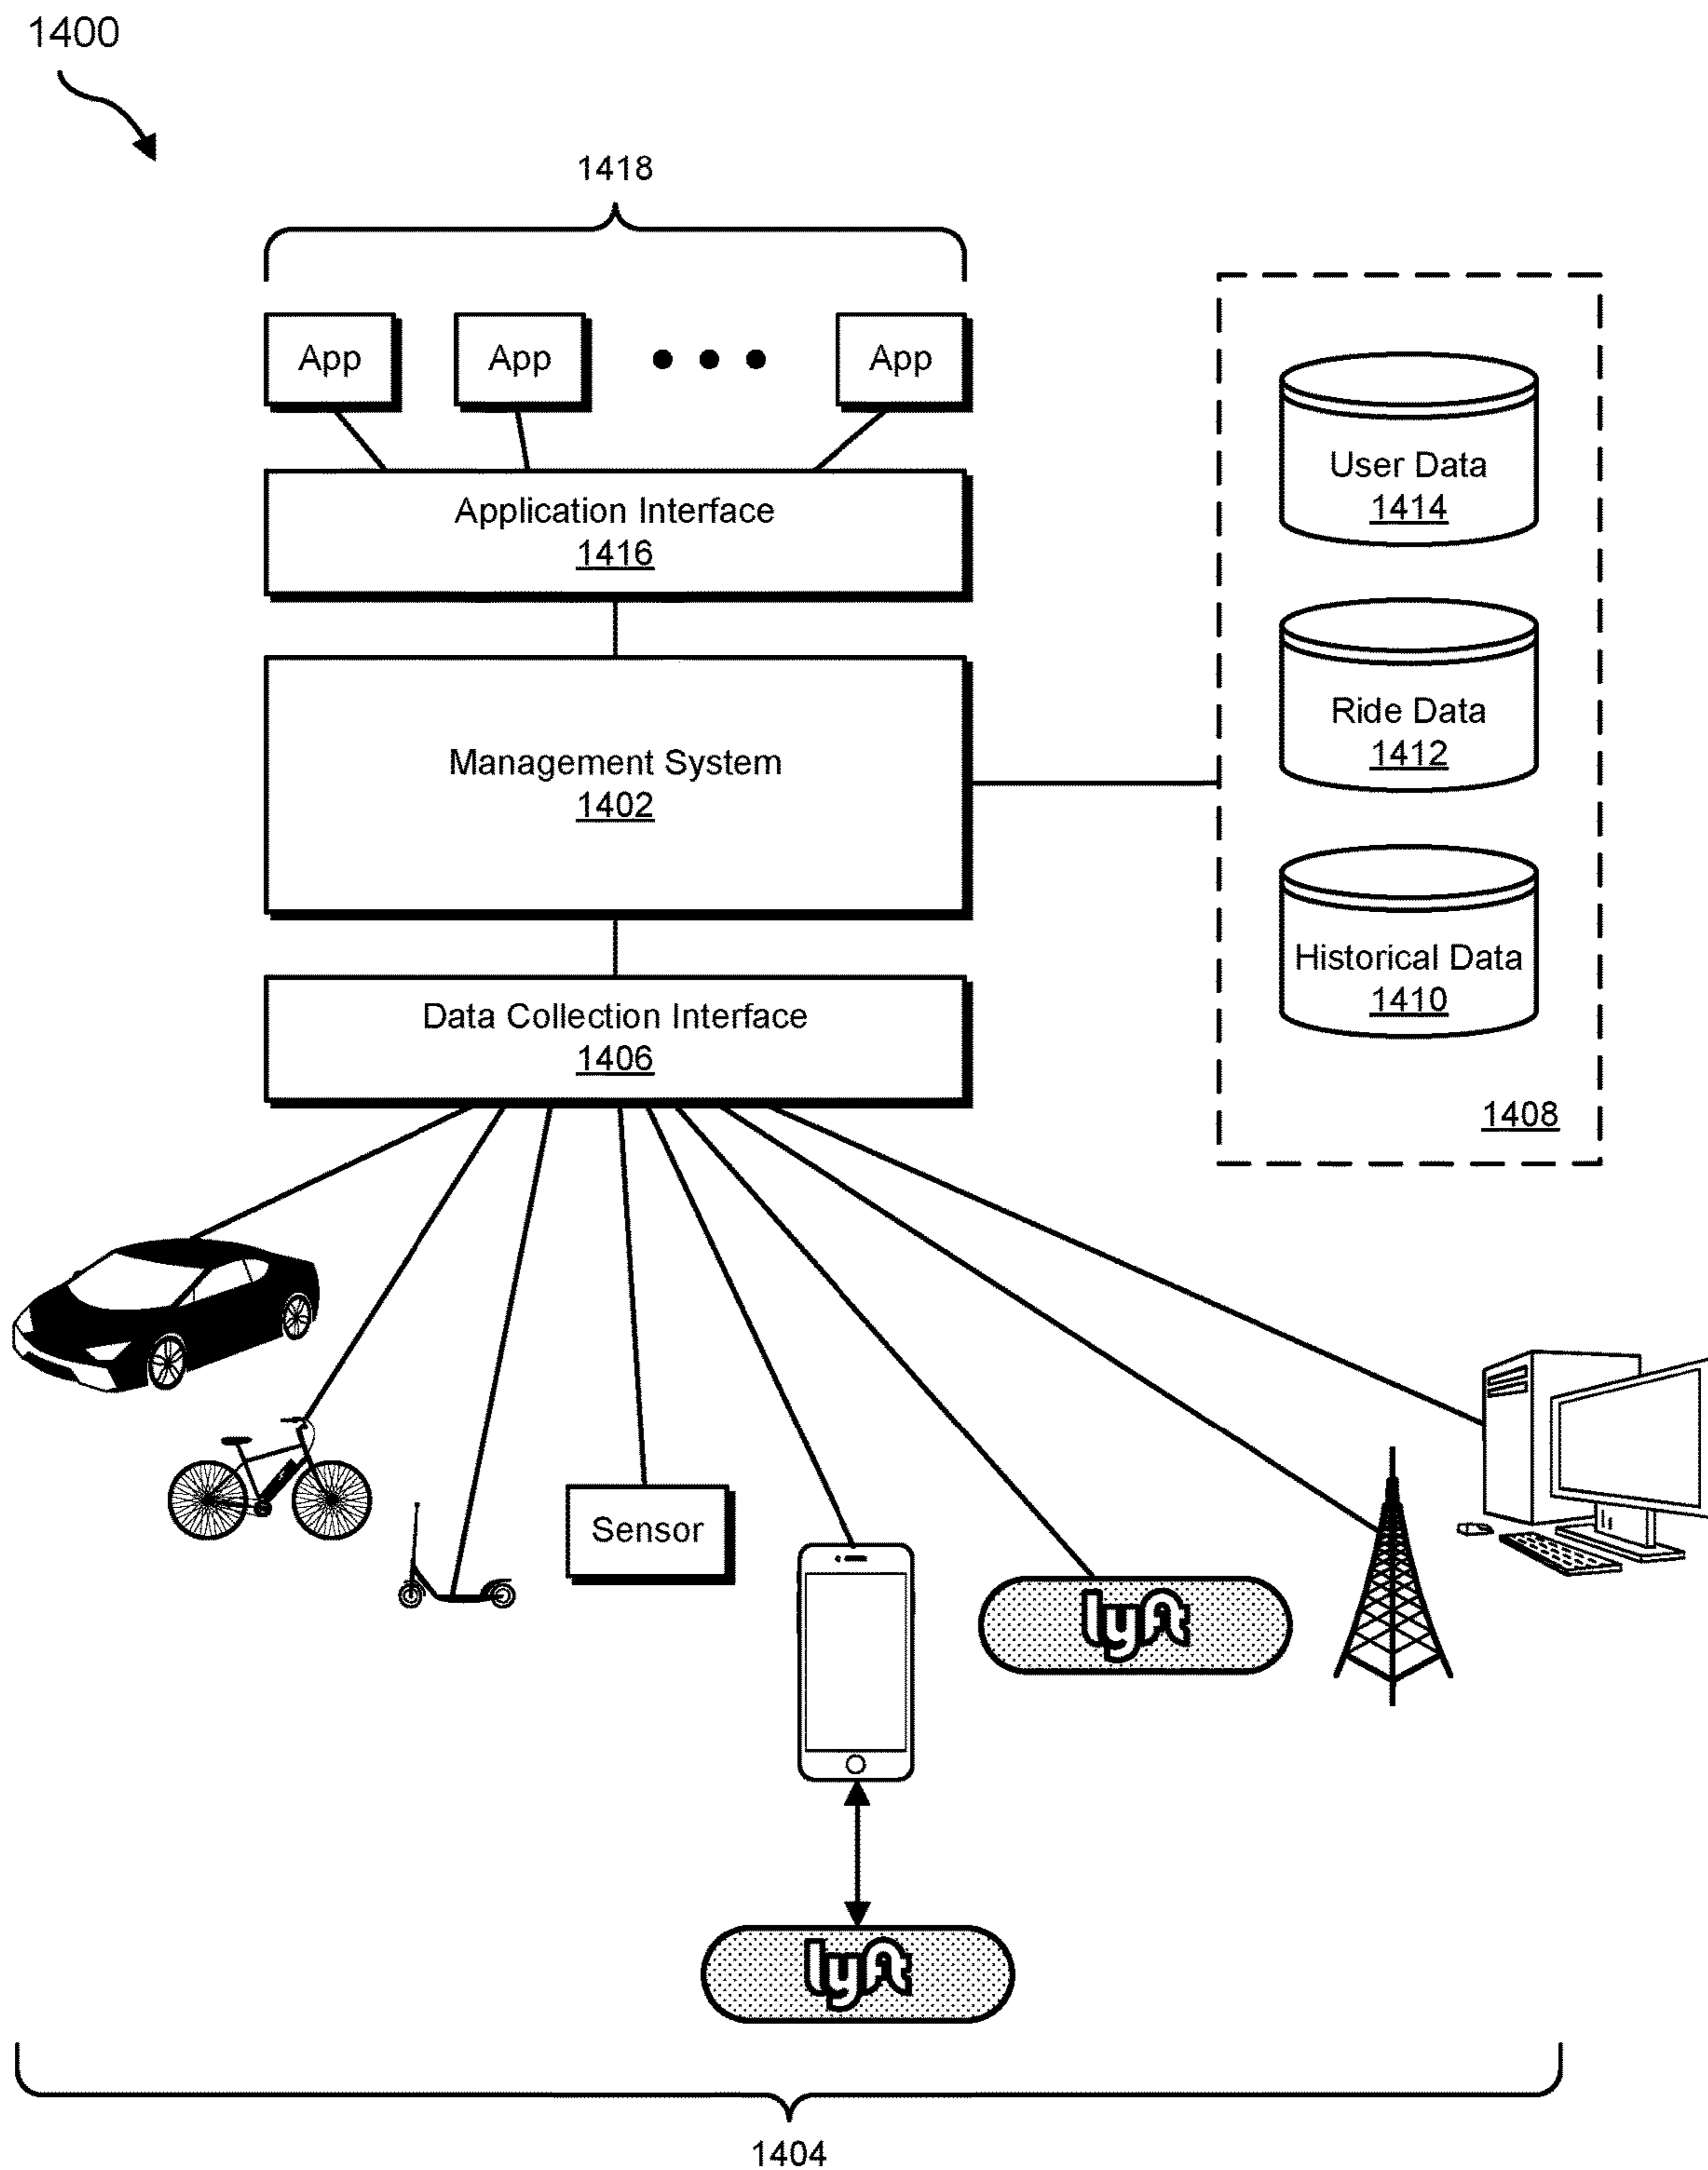 1400
1418
App
App
App
Application Interface
1416
Management System
1402
Data Collection Interface
1406
User Data
1414
Ride Data
1412
Historical Data
1410
1408
Sensor
lyft
lyft
1404